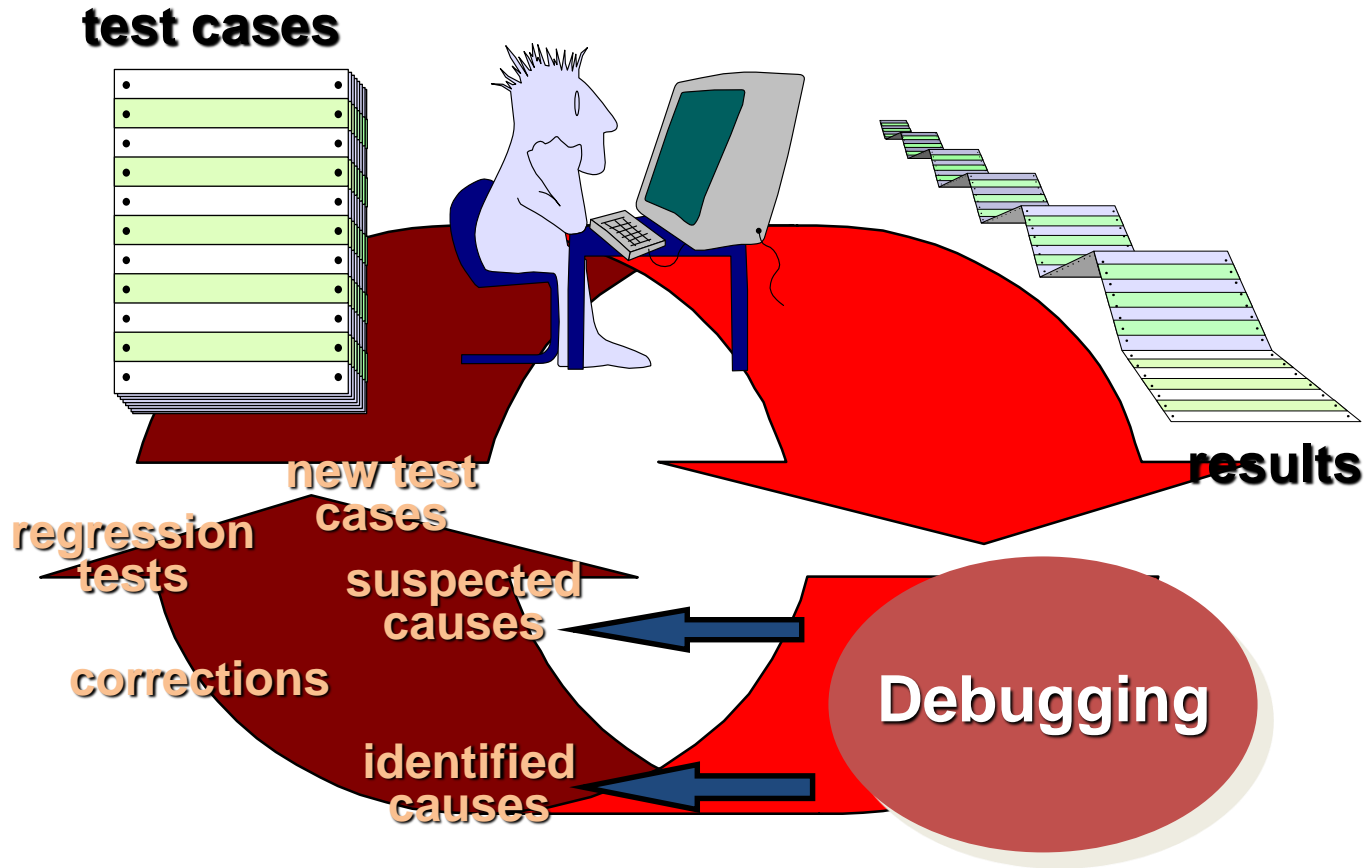 test cases
results
new test
cases
regression
tests
suspected
causes
corrections
Debugging
identified
causes